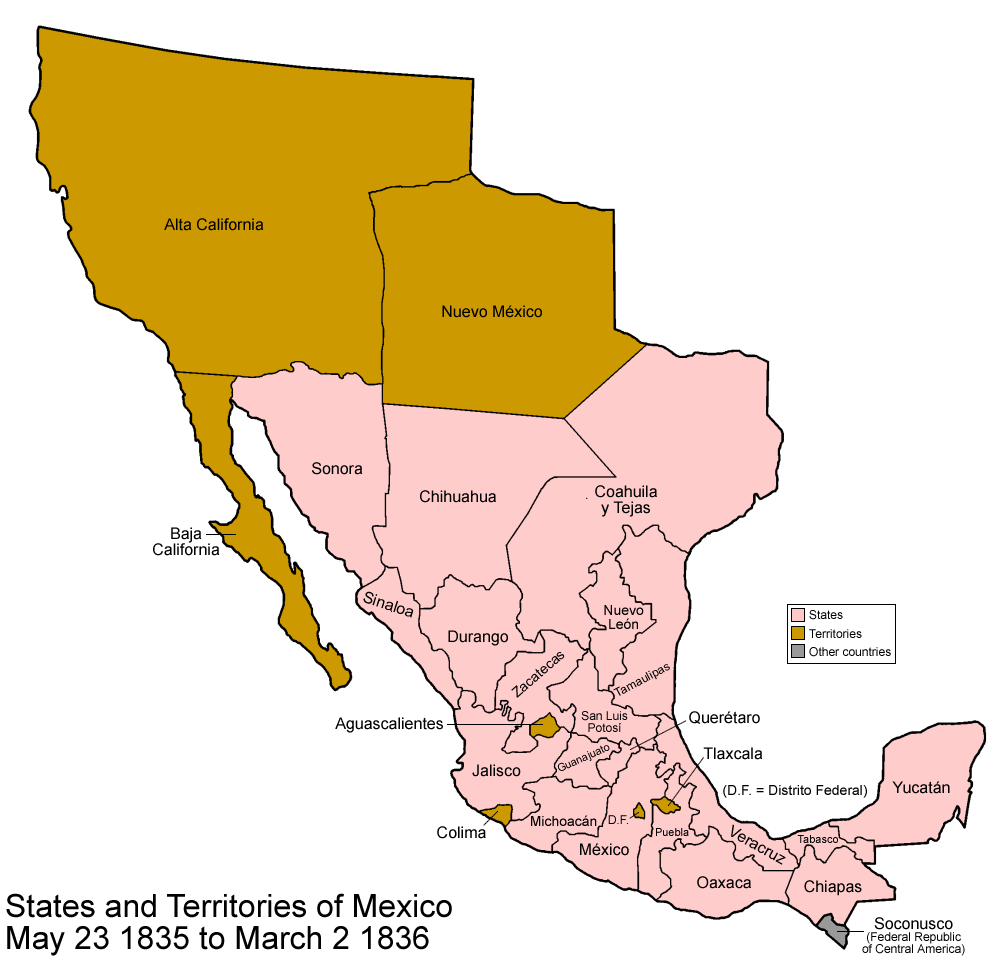 Alta California
Nuevo México
Sonora
Chihuahua
Coahuila
y Tejas
Baja
California
Sinaloa
Nuevo
León
Durango
States
Territories
Other countries
Zacatecas
Tamaulipas
Aguascalientes
San Luis
Potosí
Querétaro
Guanajuato
Tlaxcala
Jalisco
(D.F. = Distrito Federal)
Yucatán
Colima
Michoacán
D.F.
Puebla
Veracruz
Tabasco
México
Oaxaca
Chiapas
Soconusco
(Federal Republic
of Central America)
States and Territories of Mexico
May 23 1835 to March 2 1836